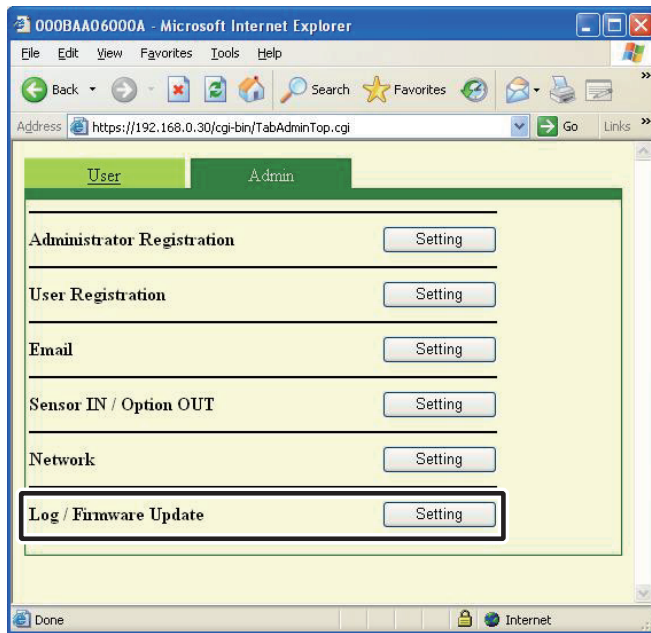 000BAA06000A - Microsoft Internet Explorer
File Edit View Favorites Tools Help
Back Search Favorites
Address https://192.168.0.30/cgi-bin/TabAdminTop.cgi Go Links »
User Admin
Administrator Registration Setting
User Registration Setting
Email Setting
Sensor IN / Option OUT Setting
Network Setting
Log / Firmware Update Setting
Done Internet